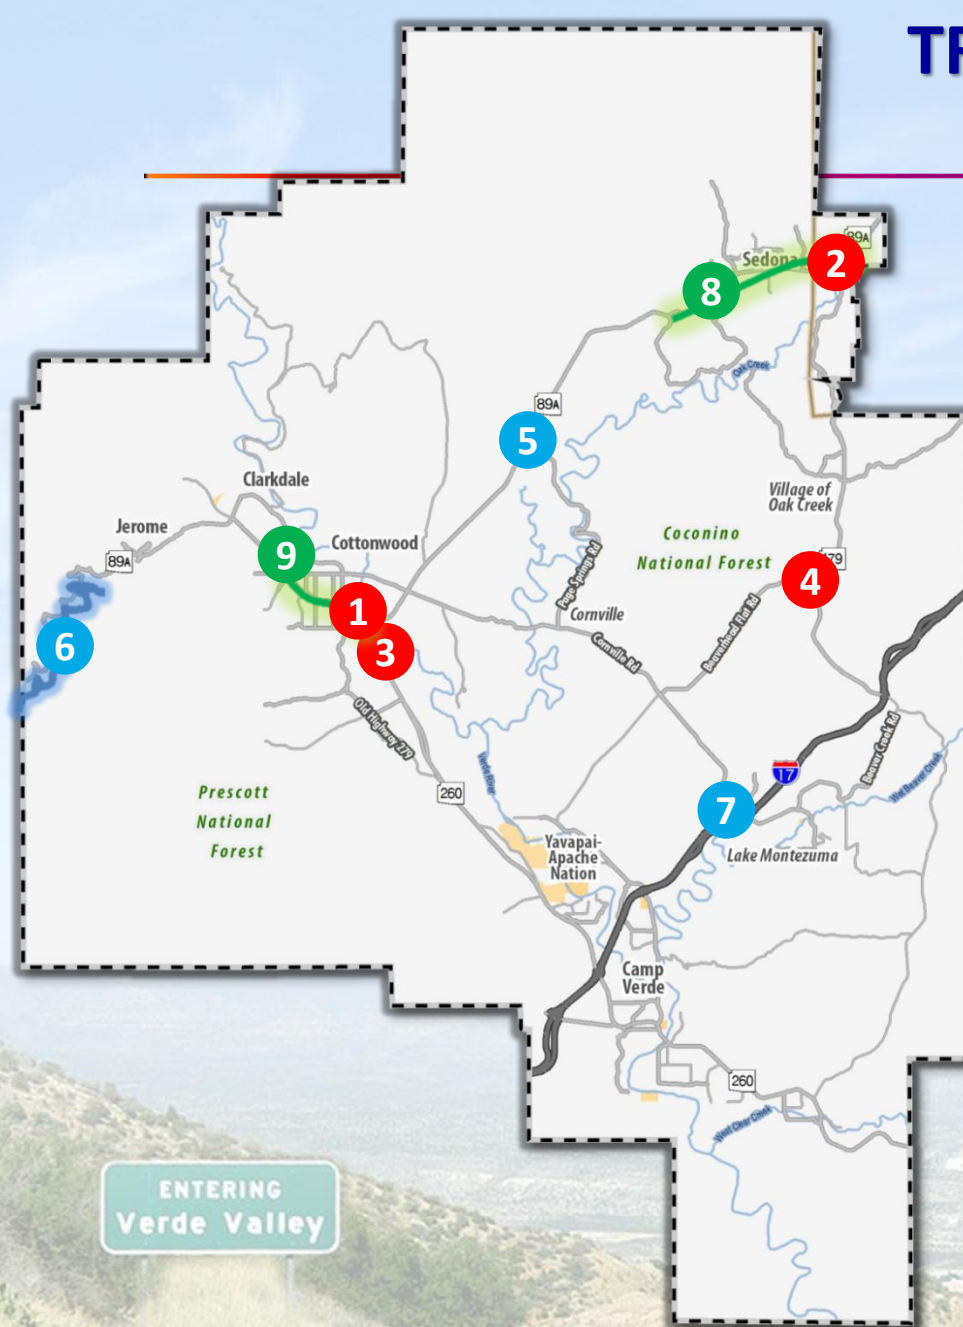 TR
89A
Sedona
2
8
Oak Creek
89A
5
Clarkdale
Village of
Oak Creek
Jerome
Cottonwood
Coconino
National Forest
89A
9
179
4
Page Springs Rd
1
Cornville
Beaverhead Flat Rd
6
3
Cornville Rd
Old Highway 279
Beaver Creek Rd
Verde River
17
Wet Beaver Creek
Prescott
National
Forest
260
7
Yavapai-
Apache
Nation
Lake Montezuma
Camp
Verde
260
West Clear Creek
ENTERING
Verde Valley